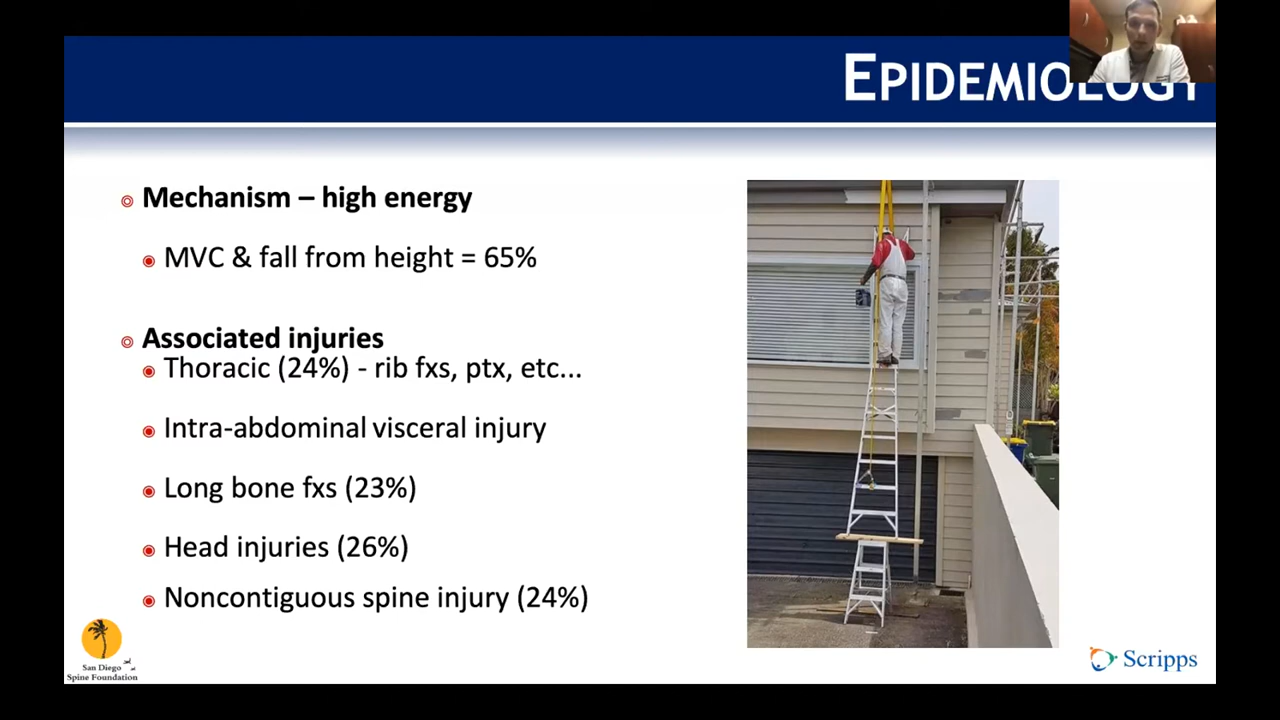 EPIDEMIOLOGY
Mechanism – high energy
MVC & fall from height = 65%
Associated injuries
Thoracic (24%) - rib fxs, ptx, etc...
Intra-abdominal visceral injury
Long bone fxs (23%)
Head injuries (26%)
Noncontiguous spine injury (24%)
San Diego
Spine Foundation
Scripps